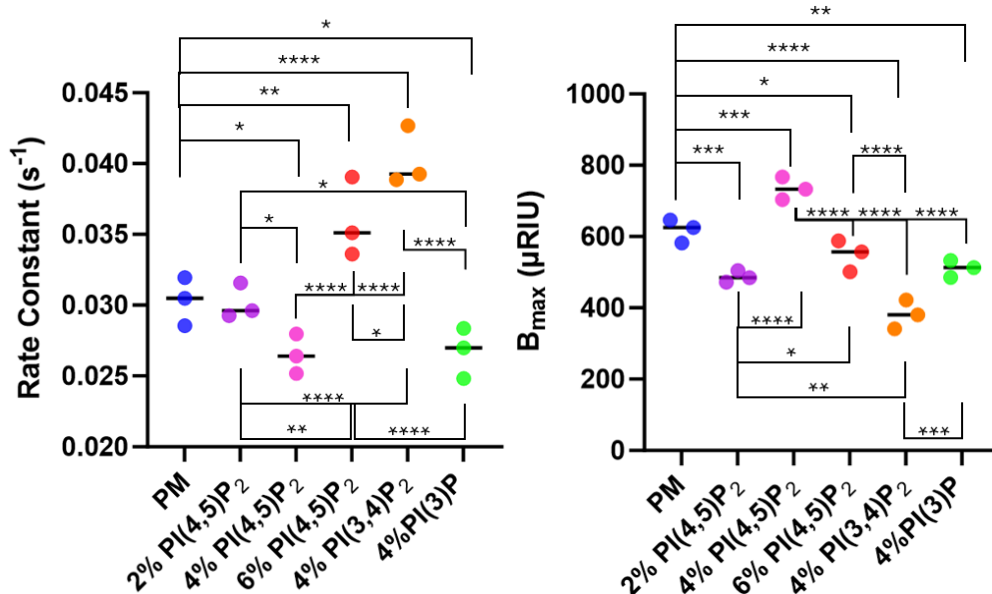 *
****
**
*
*
*
****
**** ****
*
****
**
****
0.045
0.040
0.035
0.030
0.025
0.020
Rate Constant (s⁻¹)
PM
2% PI(4,5)P₂
4% PI(4,5)P₂
6% PI(4,5)P₂
4% PI(3,4)P₂
4%PI(3)P
**
****
*
***
***
****
**** **** ****
****
*
**
***
1000
800
600
400
200
0
Bmax (µRIU)
PM
2% PI(4,5)P₂
4% PI(4,5)P₂
6% PI(4,5)P₂
4% PI(3,4)P₂
4%PI(3)P